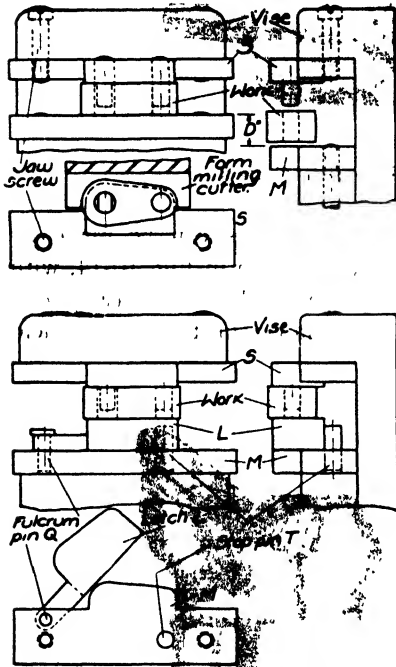 Vise
S
Work
D"
Jaw
screw
Form
milling
cutter
M
S
Vise
S
Work
L
M
Fulcrum
pin Q
Stop pin T